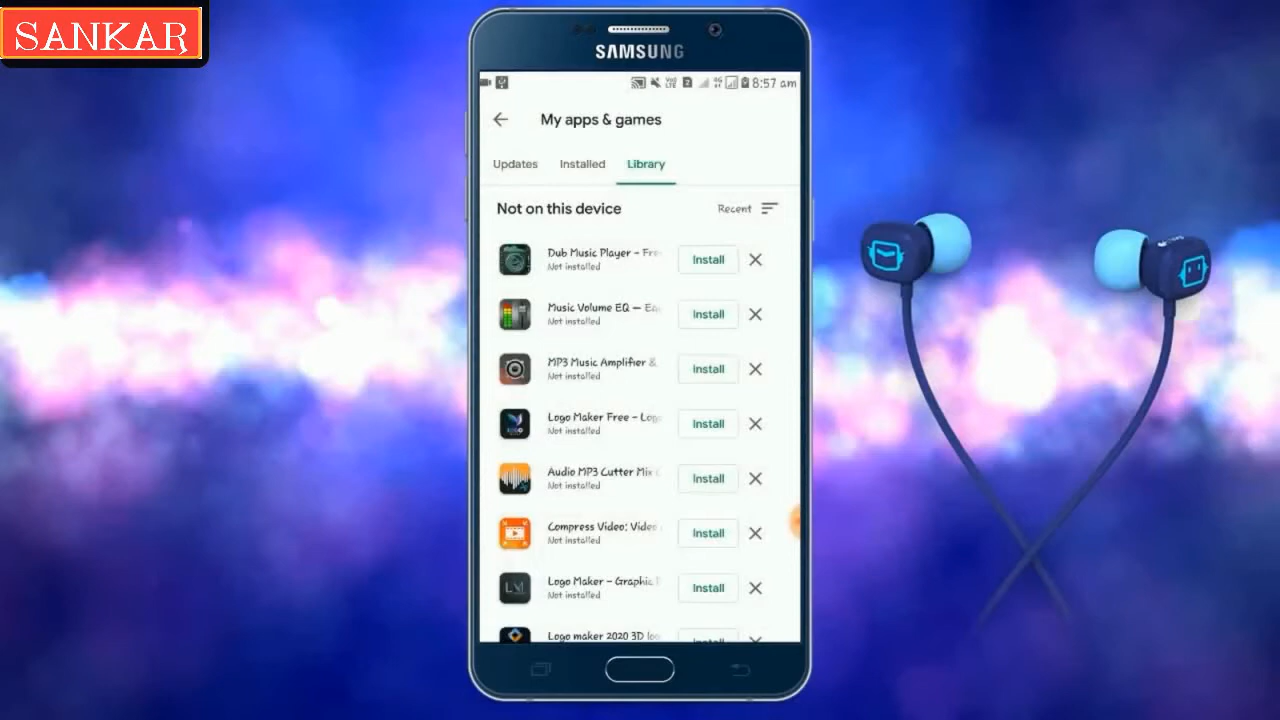 SANKAR
SAMSUNG
8:57 am
My apps & games
Updates Installed Library
Not on this device
Recent
Dub Music Player –
Not installed
Install
Music Volume EQ —
Not installed
Install
MP3 Music Amplifier &
Not installed
Install
Logo Maker Free –
Not installed
Install
Audio MP3 Cutter Mix
Not installed
Install
Compress Video: Video
Not installed
Install
Logo Maker – Graphic
Not installed
Install
Logo maker 2020 3D
Install